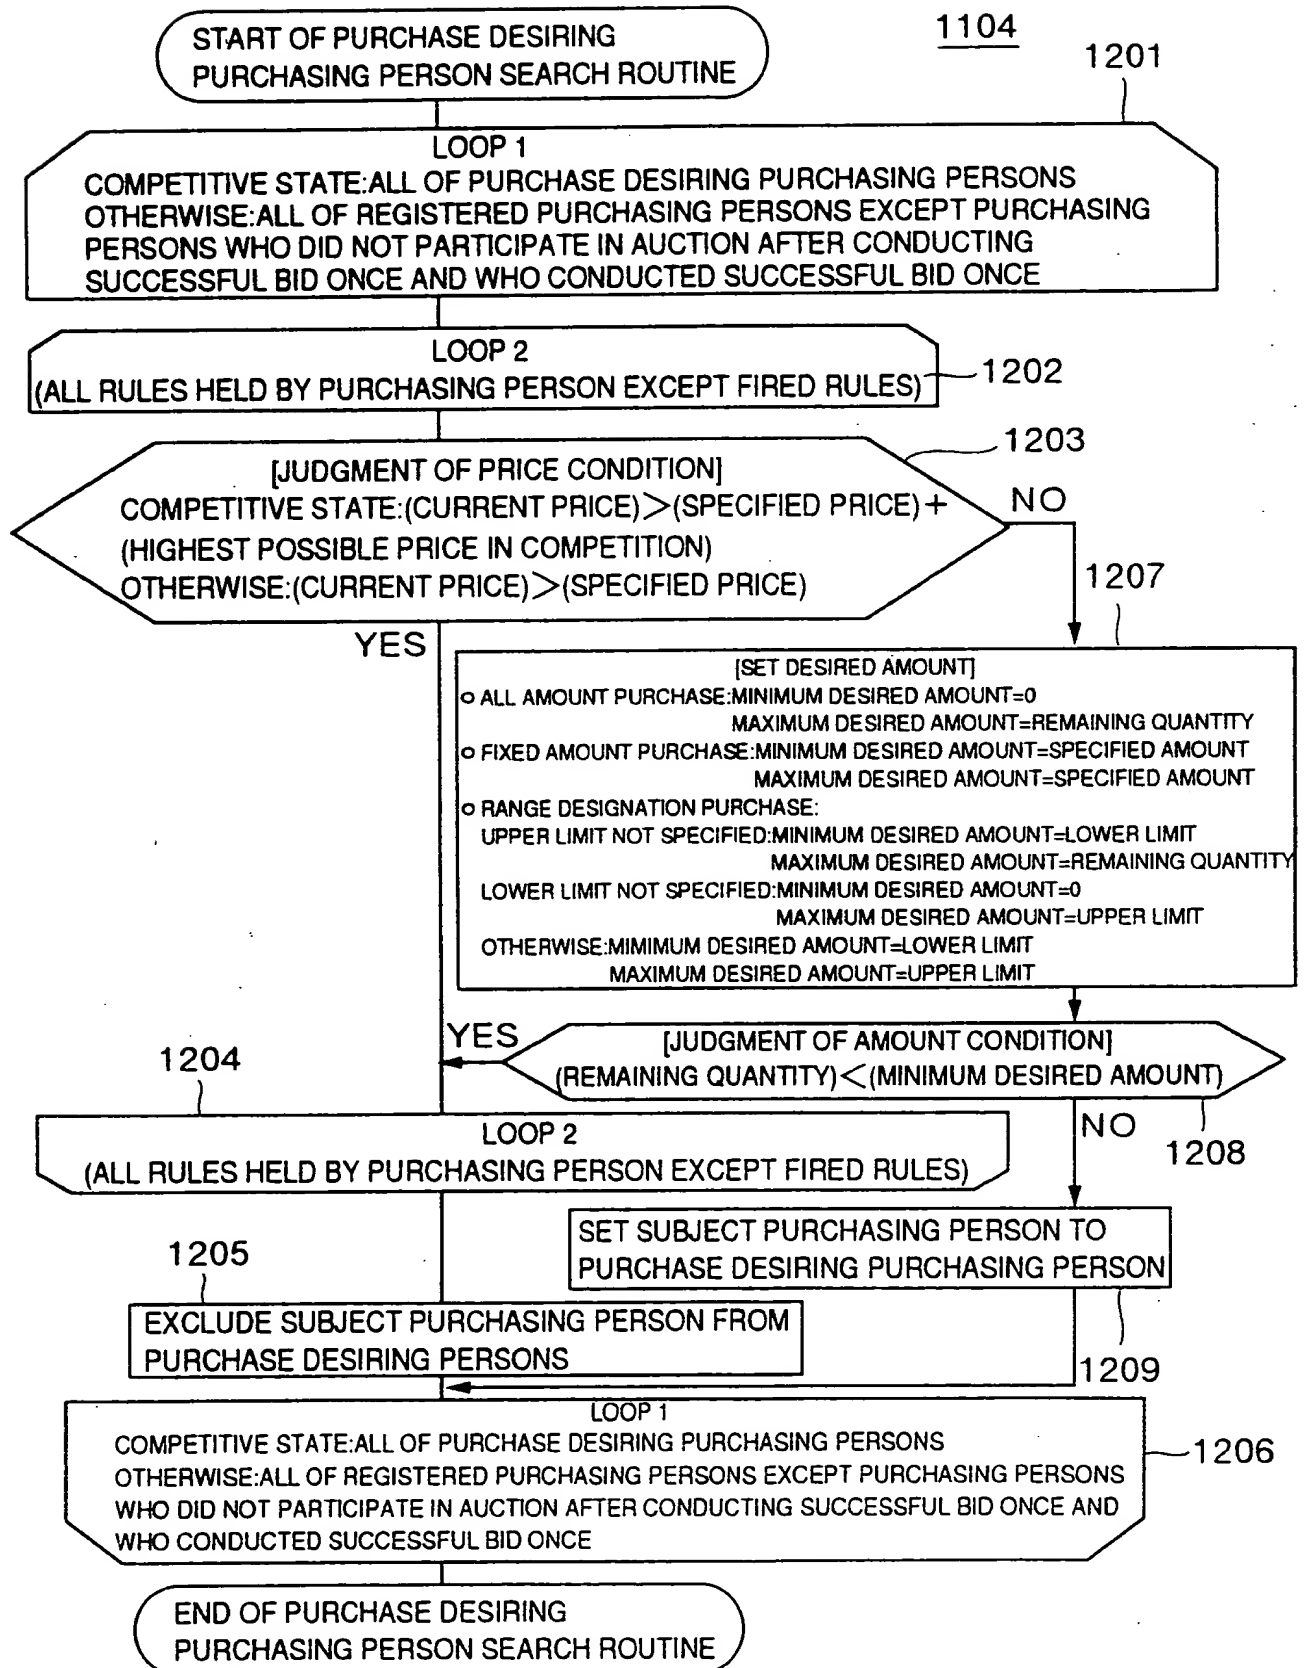 START OF PURCHASE DESIRING
PURCHASING PERSON SEARCH ROUTINE
1104
1201
LOOP 1
COMPETITIVE STATE:ALL OF PURCHASE DESIRING PURCHASING PERSONS
OTHERWISE:ALL OF REGISTERED PURCHASING PERSONS EXCEPT PURCHASING
PERSONS WHO DID NOT PARTICIPATE IN AUCTION AFTER CONDUCTING
SUCCESSFUL BID ONCE AND WHO CONDUCTED SUCCESSFUL BID ONCE
LOOP 2
(ALL RULES HELD BY PURCHASING PERSON EXCEPT FIRED RULES)
1202
1203
[JUDGMENT OF PRICE CONDITION]
COMPETITIVE STATE:(CURRENT PRICE)>(SPECIFIED PRICE)+
(HIGHEST POSSIBLE PRICE IN COMPETITION)
OTHERWISE:(CURRENT PRICE)>(SPECIFIED PRICE)
NO
YES
1207
[SET DESIRED AMOUNT]
○ ALL AMOUNT PURCHASE:MINIMUM DESIRED AMOUNT=0
MAXIMUM DESIRED AMOUNT=REMAINING QUANTITY
○ FIXED AMOUNT PURCHASE:MINIMUM DESIRED AMOUNT=SPECIFIED AMOUNT
MAXIMUM DESIRED AMOUNT=SPECIFIED AMOUNT
○ RANGE DESIGNATION PURCHASE:
UPPER LIMIT NOT SPECIFIED:MINIMUM DESIRED AMOUNT=LOWER LIMIT
MAXIMUM DESIRED AMOUNT=REMAINING QUANTITY
LOWER LIMIT NOT SPECIFIED:MINIMUM DESIRED AMOUNT=0
MAXIMUM DESIRED AMOUNT=UPPER LIMIT
OTHERWISE:MIMIMUM DESIRED AMOUNT=LOWER LIMIT
MAXIMUM DESIRED AMOUNT=UPPER LIMIT
YES
[JUDGMENT OF AMOUNT CONDITION]
(REMAINING QUANTITY)<(MINIMUM DESIRED AMOUNT)
NO
1208
1204
LOOP 2
(ALL RULES HELD BY PURCHASING PERSON EXCEPT FIRED RULES)
SET SUBJECT PURCHASING PERSON TO
PURCHASE DESIRING PURCHASING PERSON
1209
1205
EXCLUDE SUBJECT PURCHASING PERSON FROM
PURCHASE DESIRING PERSONS
LOOP 1
COMPETITIVE STATE:ALL OF PURCHASE DESIRING PURCHASING PERSONS
OTHERWISE:ALL OF REGISTERED PURCHASING PERSONS EXCEPT PURCHASING PERSONS
WHO DID NOT PARTICIPATE IN AUCTION AFTER CONDUCTING SUCCESSFUL BID ONCE AND
WHO CONDUCTED SUCCESSFUL BID ONCE
1206
END OF PURCHASE DESIRING
PURCHASING PERSON SEARCH ROUTINE